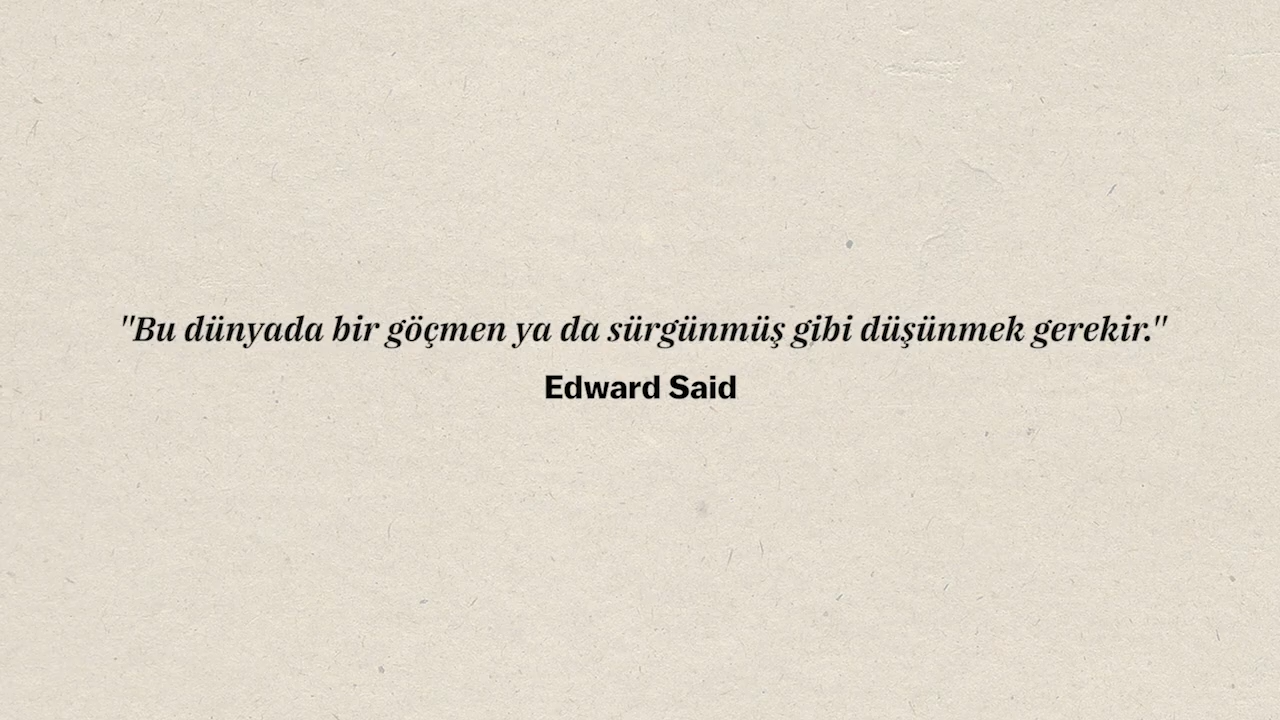 "Bu dünyada bir göçmen ya da sürgünmüş gibi düşünmek gerekir."
Edward Said